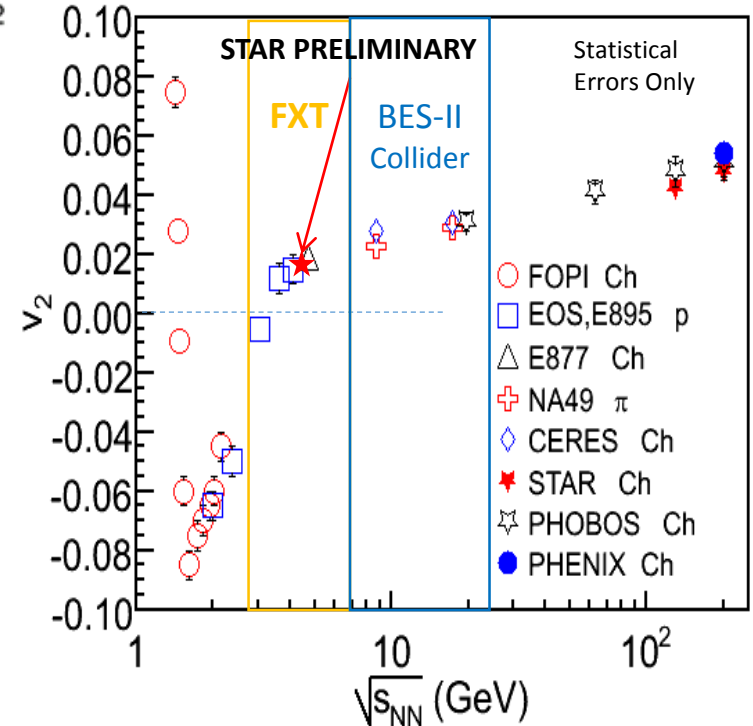 2
0.10
0.08
0.06
0.04
0.02
0.00
-0.02
-0.04
-0.06
-0.08
-0.10
v₂
STAR PRELIMINARY
Statistical
Errors Only
FXT
BES-II
Collider
FOPI Ch
EOS,E895 p
E877 Ch
NA49 π
CERES Ch
STAR Ch
PHOBOS Ch
PHENIX Ch
1
10
10²
√sNN (GeV)